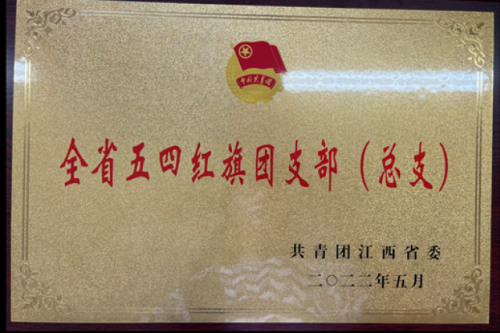 中国共青团
全省五四红旗团支部（总支）
共青团江西省委
二〇二二年五月